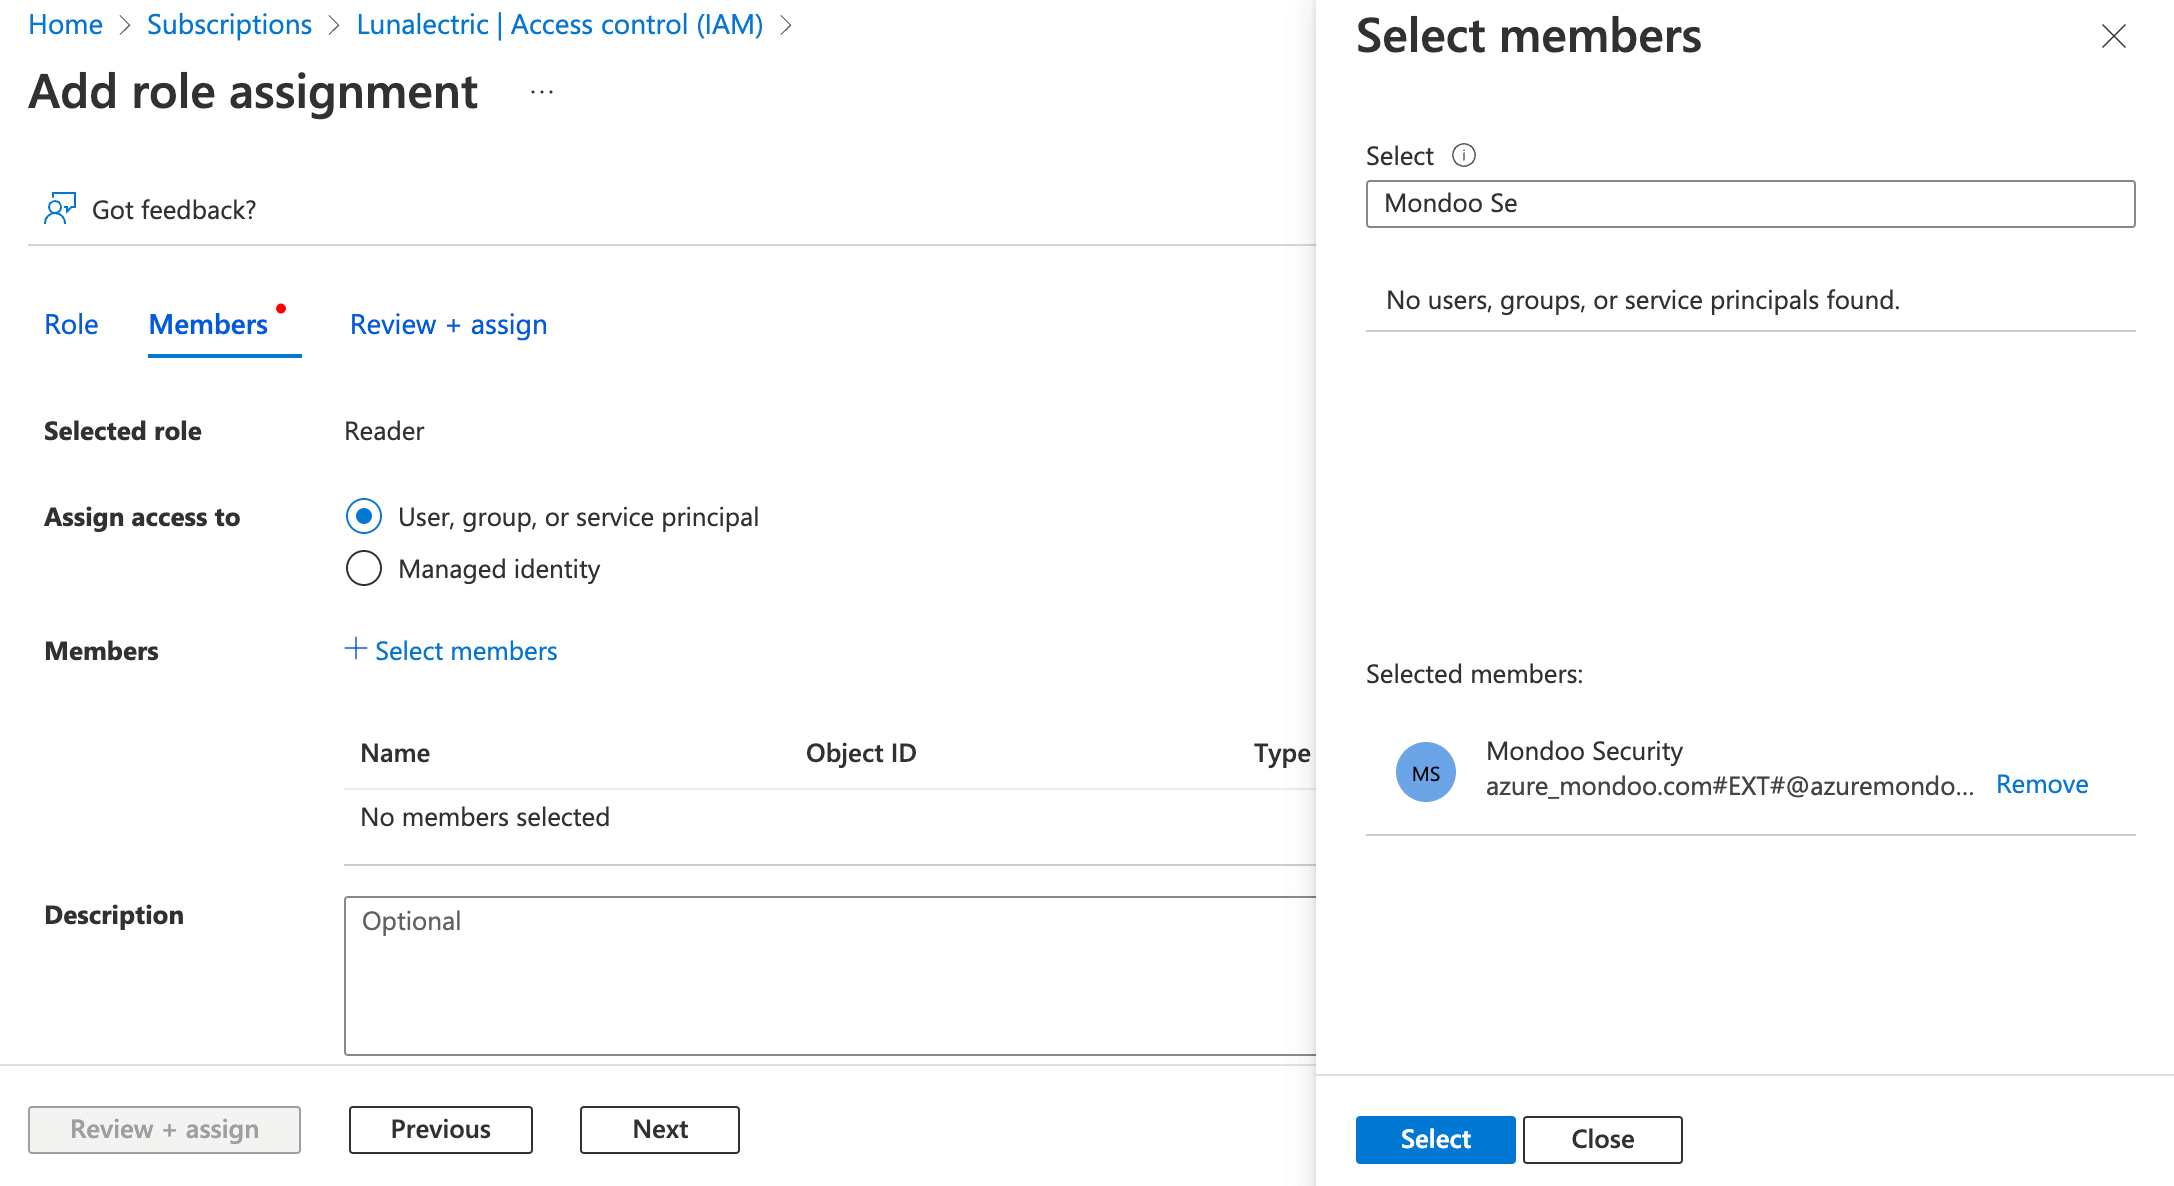 Home > Subscriptions > Lunalectric | Access control (IAM) >
Add role assignment ...
Got feedback?
Role Members Review + assign
Selected role Reader
Assign access to User, group, or service principal
Managed identity
Members + Select members
Name Object ID Type
No members selected
Description Optional
Review + assign Previous Next
Select members
Select
Mondoo Se
No users, groups, or service principals found.
Selected members:
MS Mondoo Security
azure_mondoo.com#EXT#@azuremondo... Remove
Select Close